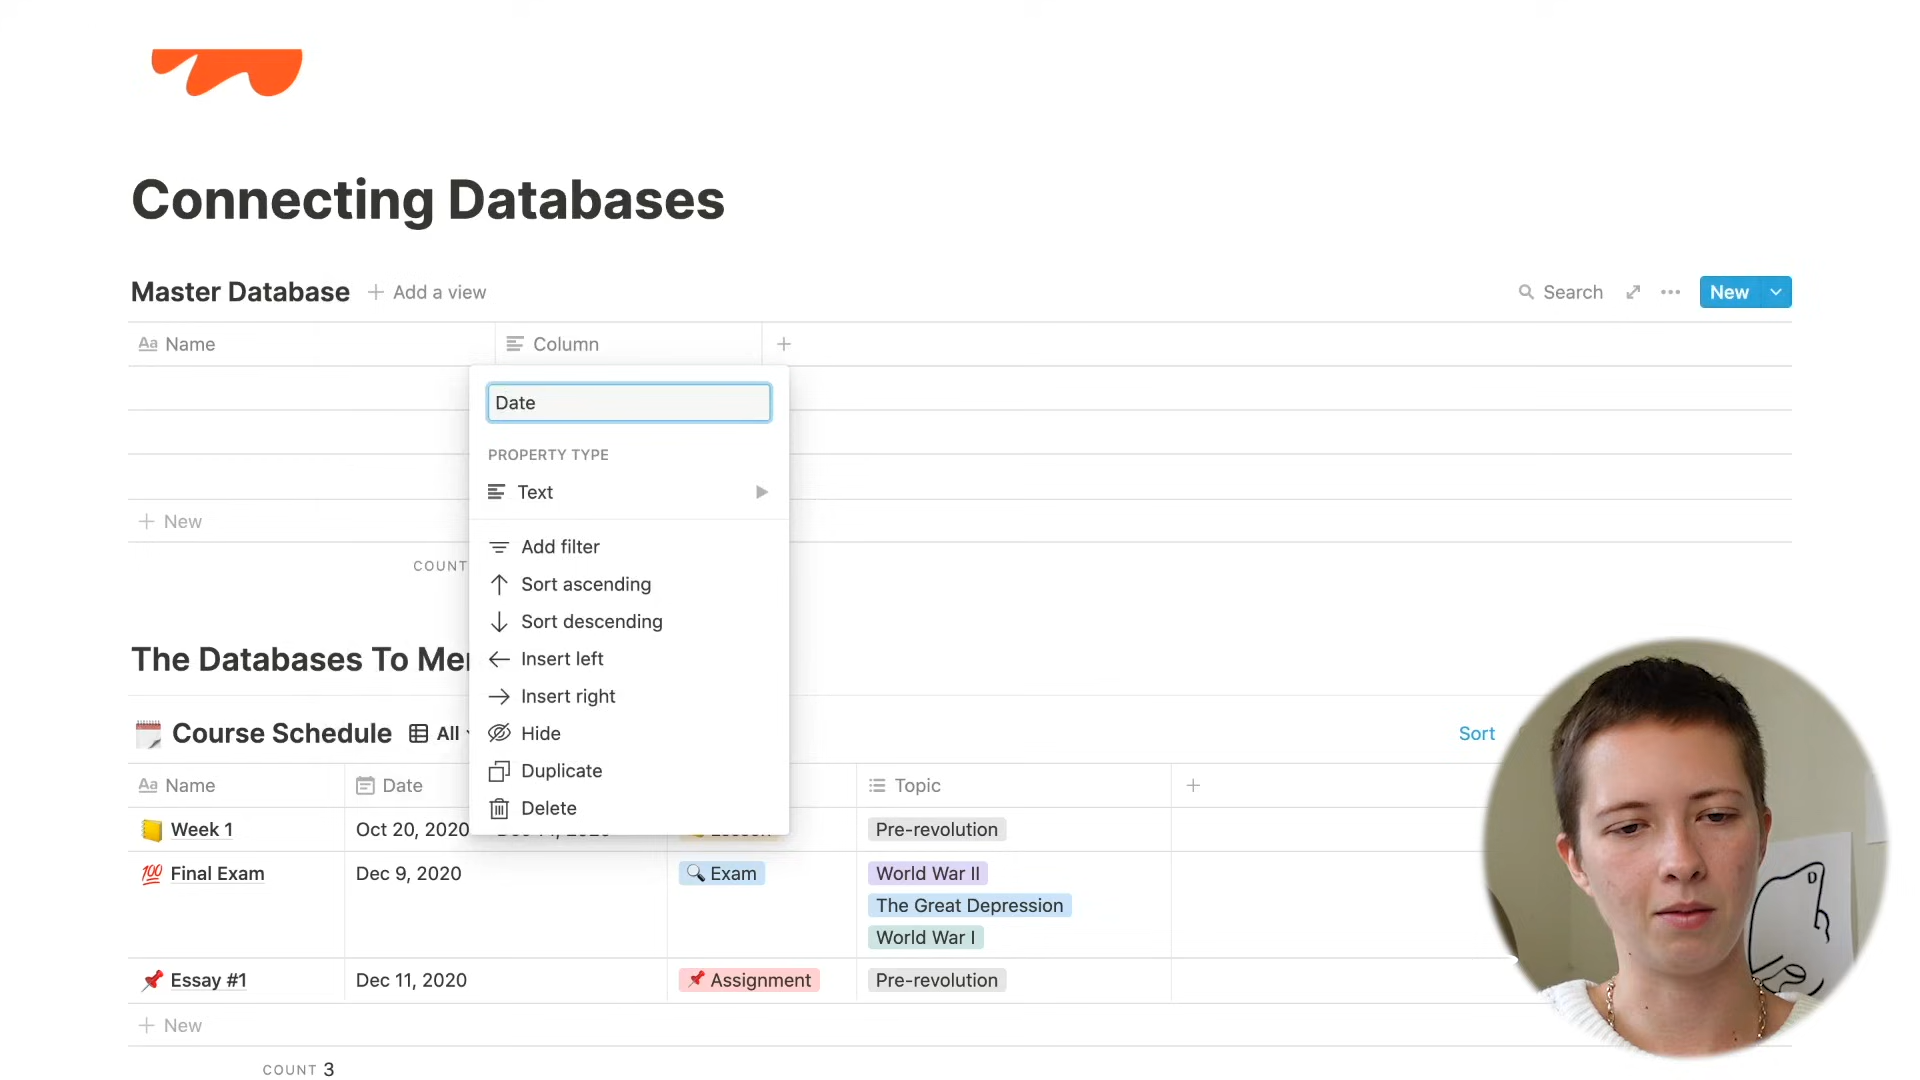 Connecting Databases
Master Database + Add a view
Search
New
Aa Name
Column
Date
PROPERTY TYPE
Text
Add filter
Sort ascending
Sort descending
Insert left
Insert right
Hide
Duplicate
Delete
+ New
COUNT
The Databases To
Course Schedule All
Sort
Aa Name Date Topic
Week 1 Oct 20, 2020 Pre-revolution
💯 Final Exam Dec 9, 2020 🔍 Exam World War II
The Great Depression
World War I
📌 Essay #1 Dec 11, 2020 📌 Assignment Pre-revolution
+ New
COUNT 3